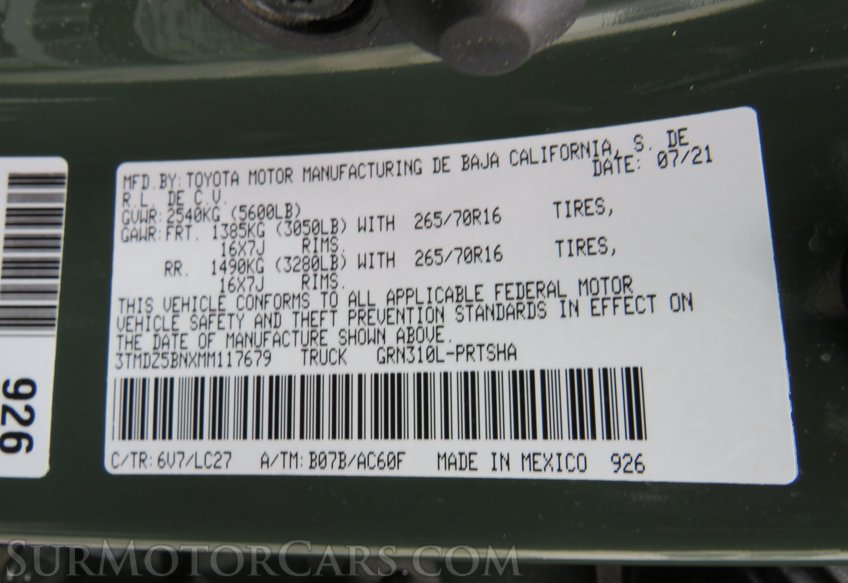 MFD.BY: TOYOTA MOTOR MANUFACTURING DE BAJA CALIFORNIA, S. DE
R.L. DE C.V. DATE: 07/21
GVWR: 2540KG (5600LB)
GAWR: FRT. 1385KG (3050LB) WITH 265/70R16 TIRES,
16X7J RIMS.
RR. 1490KG (3280LB) WITH 265/70R16 TIRES,
16X7J RIMS.
THIS VEHICLE CONFORMS TO ALL APPLICABLE FEDERAL MOTOR
VEHICLE SAFETY AND THEFT PREVENTION STANDARDS IN EFFECT ON
THE DATE OF MANUFACTURE SHOWN ABOVE.
3TMDZ5BNXMM117679 TRUCK GRN310L-PRTSHA
C/TR: 6V7/LC27 A/TM: B07B/AC60F MADE IN MEXICO 926
926
SURMOTORCARS.COM